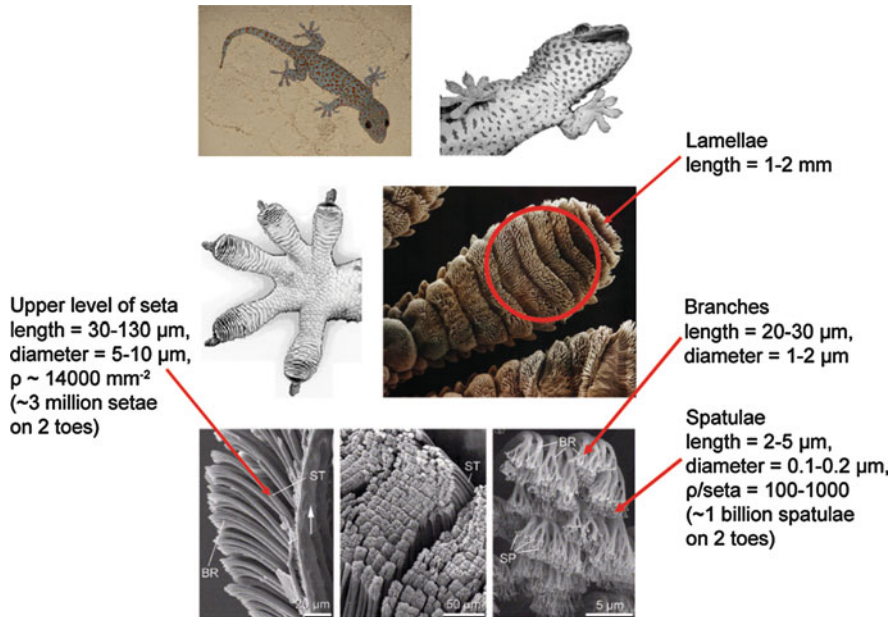 Lamellae
length = 1-2 mm
Upper level of seta
length = 30-130 µm,
diameter = 5-10 µm,
ρ ~ 14000 mm⁻²
(~3 million setae
on 2 toes)
Branches
length = 20-30 µm,
diameter = 1-2 µm
Spatulae
length = 2-5 µm,
diameter = 0.1-0.2 µm,
ρ/seta = 100-1000
(~1 billion spatulae
on 2 toes)
ST
BR
20 µm
ST
50 µm
BR
SP
5 µm